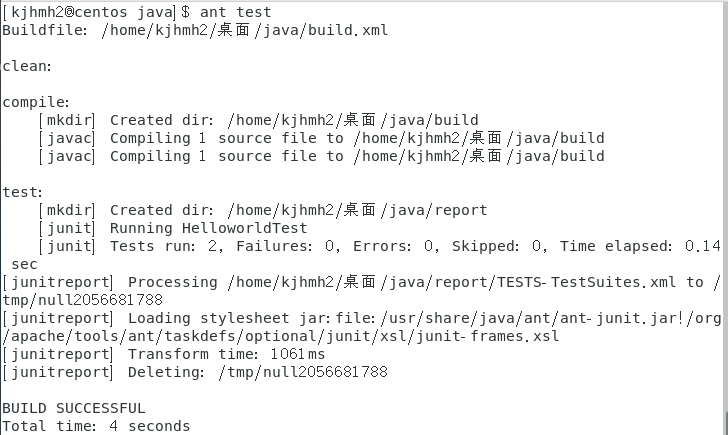 [kjhmh2@centos java]$ ant test
Buildfile: /home/kjhmh2/桌面/java/build.xml
clean:
compile:
[mkdir] Created dir: /home/kjhmh2/桌面/java/build
[javac] Compiling 1 source file to /home/kjhmh2/桌面/java/build
[javac] Compiling 1 source file to /home/kjhmh2/桌面/java/build
test:
[mkdir] Created dir: /home/kjhmh2/桌面/java/report
[junit] Running HelloworldTest
[junit] Tests run: 2, Failures: 0, Errors: 0, Skipped: 0, Time elapsed: 0.14
sec
[junitreport] Processing /home/kjhmh2/桌面/java/report/TESTS-TestSuites.xml to /
tmp/null2056681788
[junitreport] Loading stylesheet jar:file:/usr/share/java/ant/ant-junit.jar!/org
/apache/tools/ant/taskdefs/optional/junit/xsl/junit-frames.xsl
[junitreport] Transform time: 1061ms
[junitreport] Deleting: /tmp/null2056681788
BUILD SUCCESSFUL
Total time: 4 seconds